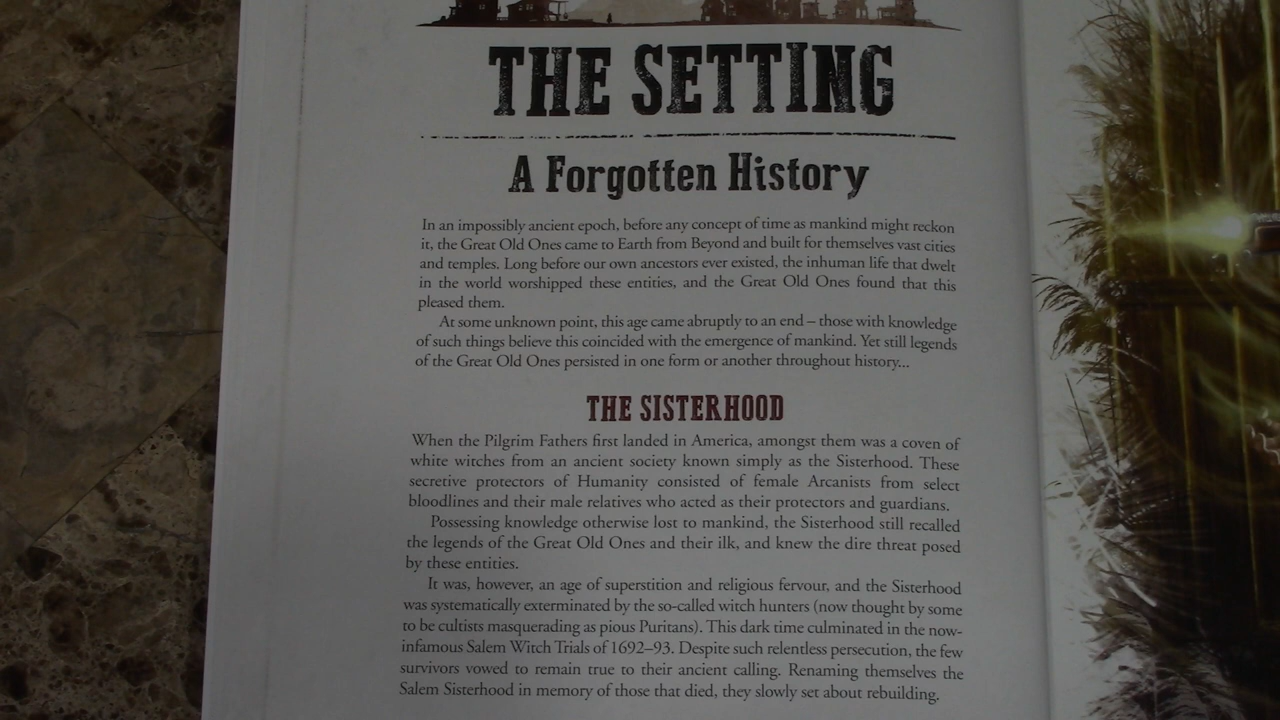 THE SETTING
A Forgotten History
In an impossibly ancient epoch, before any concept of time as mankind might reckon
it, the Great Old Ones came to Earth from Beyond and built for themselves vast cities
and temples. Long before our own ancestors ever existed, the inhuman life that dwelt
in the world worshipped these entities, and the Great Old Ones found that this
pleased them.
At some unknown point, this age came abruptly to an end – those with knowledge
of such things believe this coincided with the emergence of mankind. Yet still legends
of the Great Old Ones persisted in one form or another throughout history...
THE SISTERHOOD
When the Pilgrim Fathers first landed in America, amongst them was a coven of
white witches from an ancient society known simply as the Sisterhood. These
secretive protectors of Humanity consisted of female Arcanists from select
bloodlines and their male relatives who acted as their protectors and guardians.
Possessing knowledge otherwise lost to mankind, the Sisterhood still recalled
the legends of the Great Old Ones and their ilk, and knew the dire threat posed
by these entities.
It was, however, an age of superstition and religious fervour, and the Sisterhood
was systematically exterminated by the so-called witch hunters (now thought by some
to be cultists masquerading as pious Puritans). This dark time culminated in the now-
infamous Salem Witch Trials of 1692–93. Despite such relentless persecution, the few
survivors vowed to remain true to their ancient calling. Renaming themselves the
Salem Sisterhood in memory of those that died, they slowly set about rebuilding.